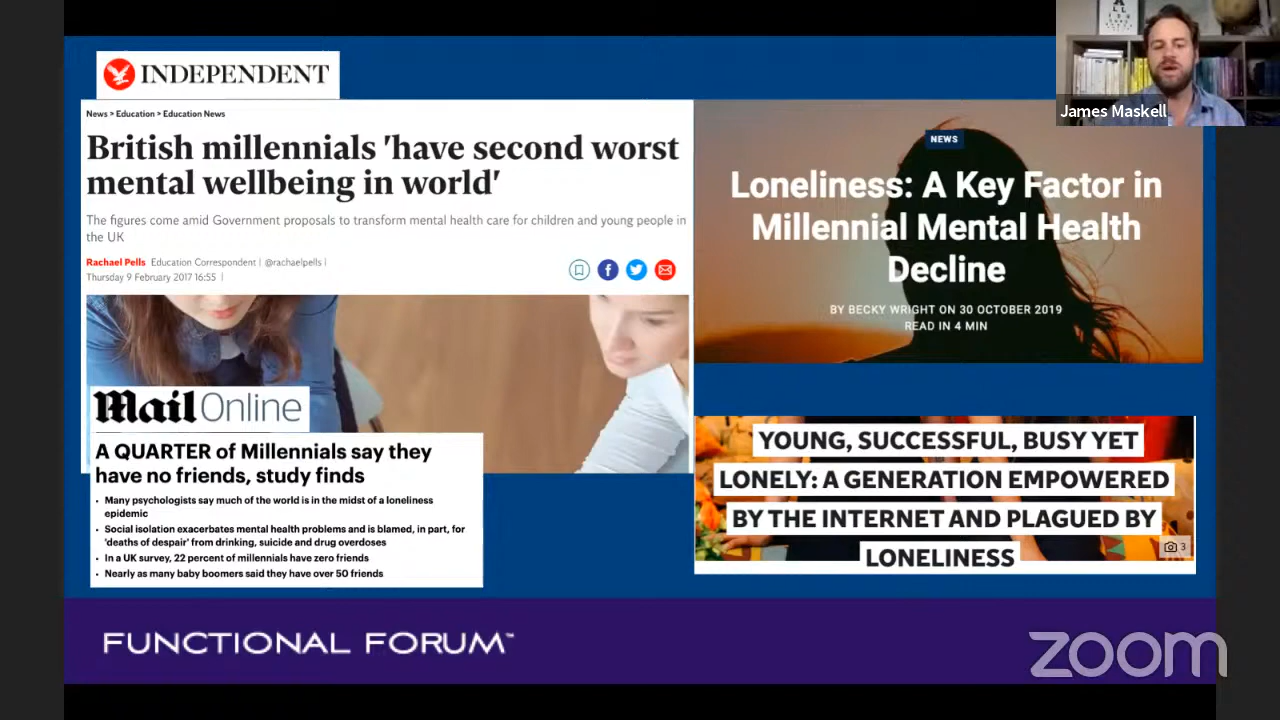 INDEPENDENT
News > Education > Education News
British millennials 'have second worst
mental wellbeing in world'
The figures come amid Government proposals to transform mental health care for children and young people in
the UK
Rachael Pells Education Correspondent | @rachaelpells |
Thursday 9 February 2017 16:55 |
Mail Online
A QUARTER of Millennials say they
have no friends, study finds
• Many psychologists say much of the world is in the midst of a loneliness
epidemic
• Social isolation exacerbates mental health problems and is blamed, in part, for
'deaths of despair' from drinking, suicide and drug overdoses
• In a UK survey, 22 percent of millennials have zero friends
• Nearly as many baby boomers said they have over 50 friends
James Maskell
NEWS
Loneliness: A Key Factor in
Millennial Mental Health
Decline
BY BECKY WRIGHT ON 30 OCTOBER 2019
READ IN 4 MIN
YOUNG, SUCCESSFUL, BUSY YET
LONELY: A GENERATION EMPOWERED
BY THE INTERNET AND PLAGUED BY
LONELINESS
3
FUNCTIONAL FORUM™
zoom